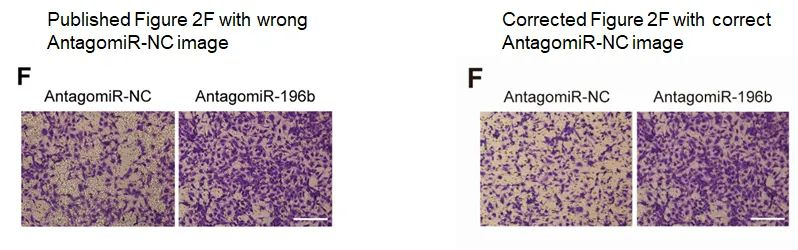 Published Figure 2F with wrong
AntagomiR-NC image
F
AntagomiR-NC AntagomiR-196b
Corrected Figure 2F with correct
AntagomiR-NC image
F
AntagomiR-NC AntagomiR-196b